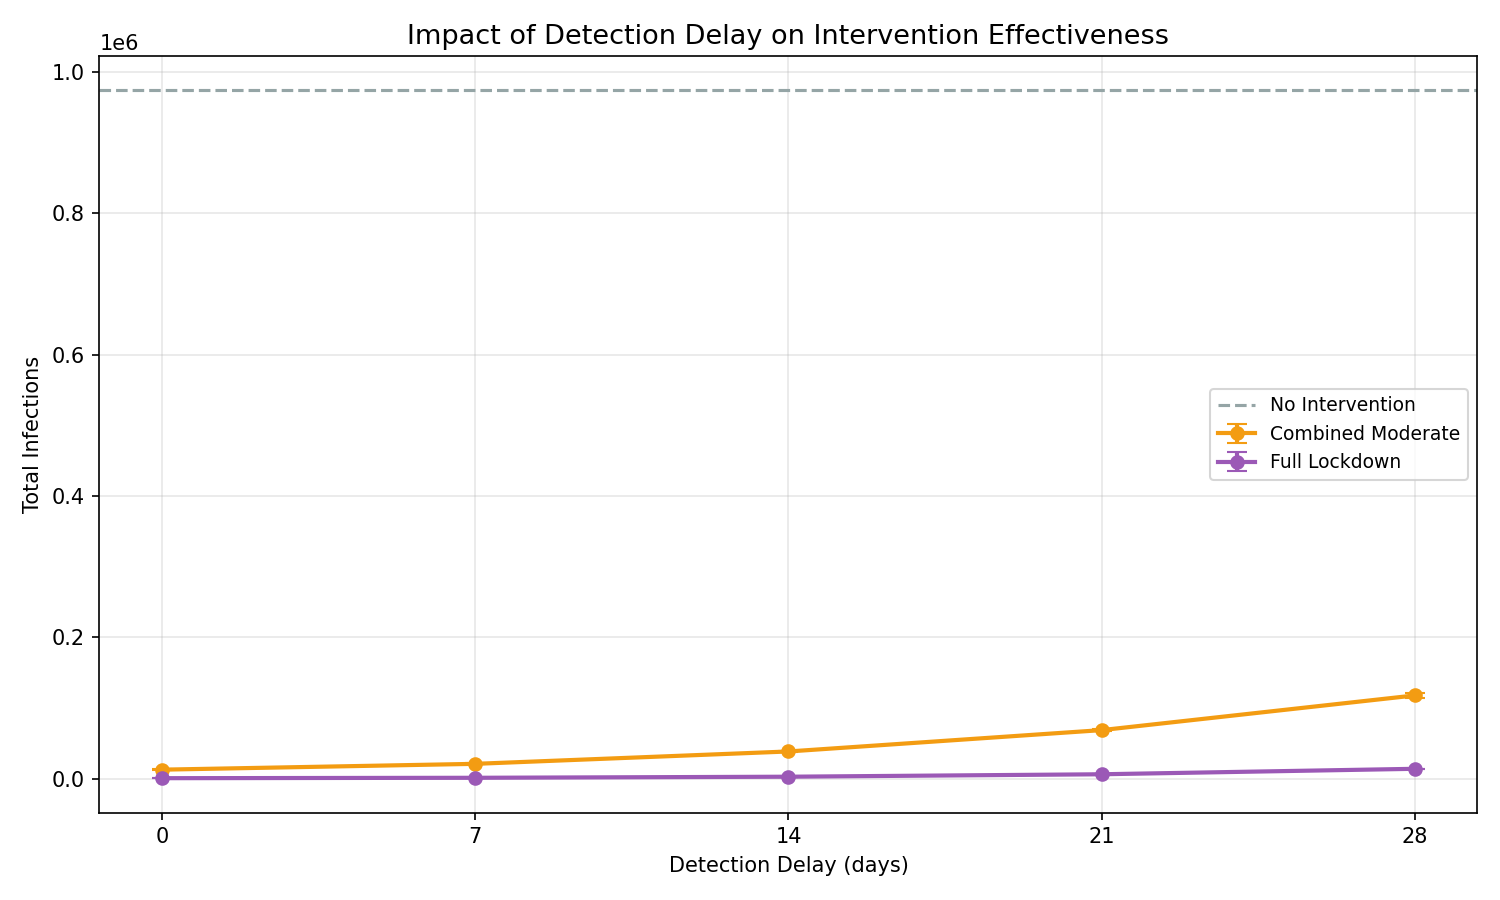 Impact of Detection Delay on Intervention Effectiveness
1e6
1.0
0.8
0.6
0.4
0.2
0.0
Total Infections
No Intervention
Combined Moderate
Full Lockdown
0 7 14 21 28
Detection Delay (days)